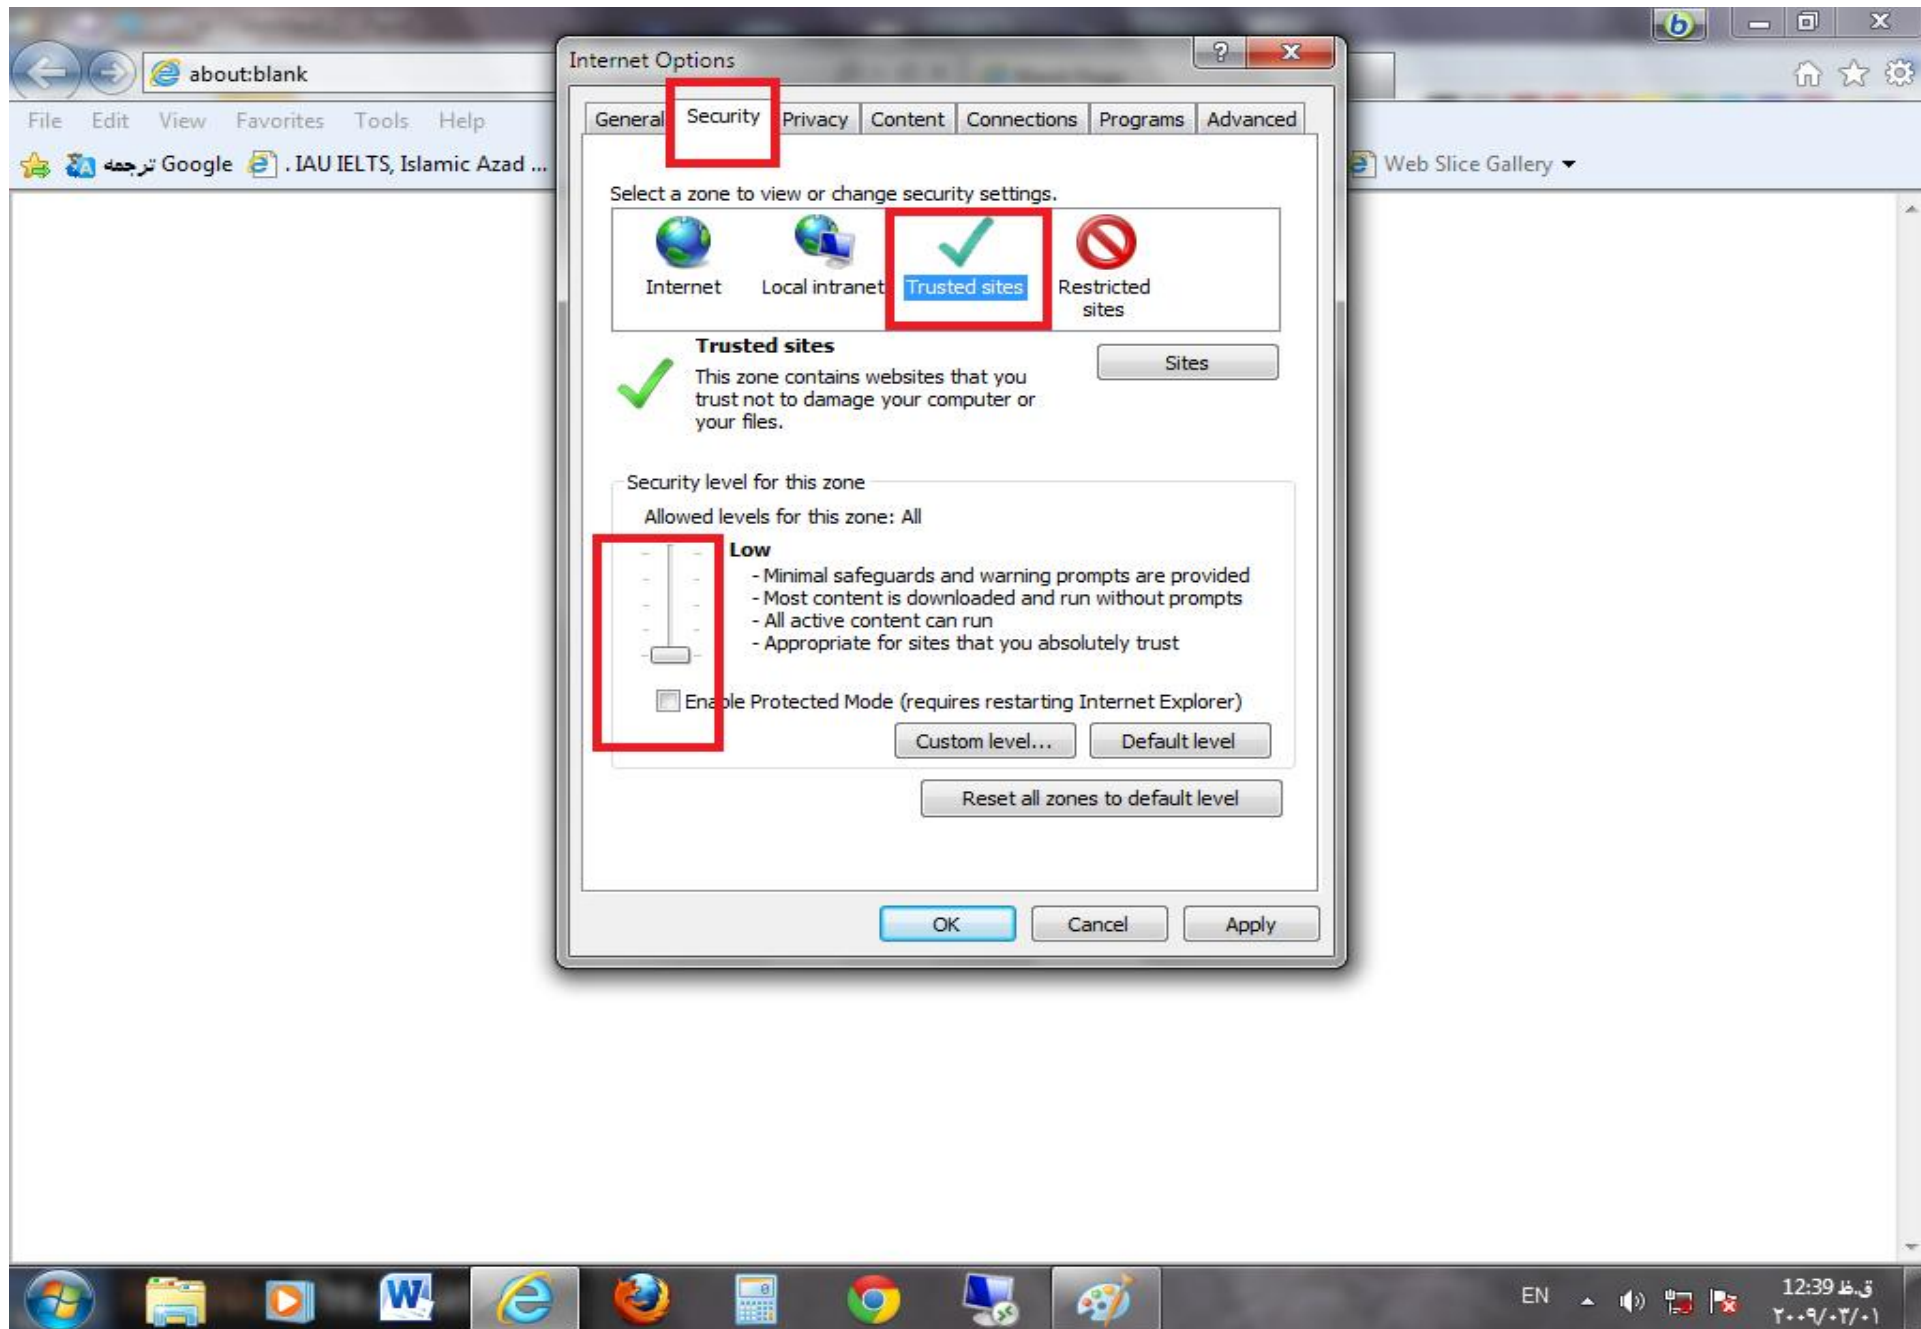 Internet Options
about:blank
File Edit View Favorites Tools Help
General Security Privacy Content Connections Programs Advanced
ترجمه Google . IAU IELTS, Islamic Azad ...
Web Slice Gallery
Select a zone to view or change security settings.
Internet Local intranet Trusted sites Restricted sites
Trusted sites
Sites
This zone contains websites that you
trust not to damage your computer or
your files.
Security level for this zone
Allowed levels for this zone: All
Low
- Minimal safeguards and warning prompts are provided
- Most content is downloaded and run without prompts
- All active content can run
- Appropriate for sites that you absolutely trust
Enable Protected Mode (requires restarting Internet Explorer)
Custom level... Default level
Reset all zones to default level
OK Cancel Apply
EN
12:39 ق.ظ
٢٠٠٩/٠٣/٠١